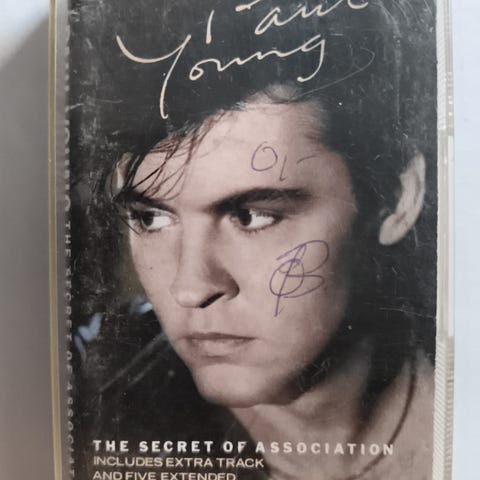 Paul
Young
O,-
THE SECRET OF ASSOCIATION
INCLUDES EXTRA TRACK
AND FIVE EXTENDED